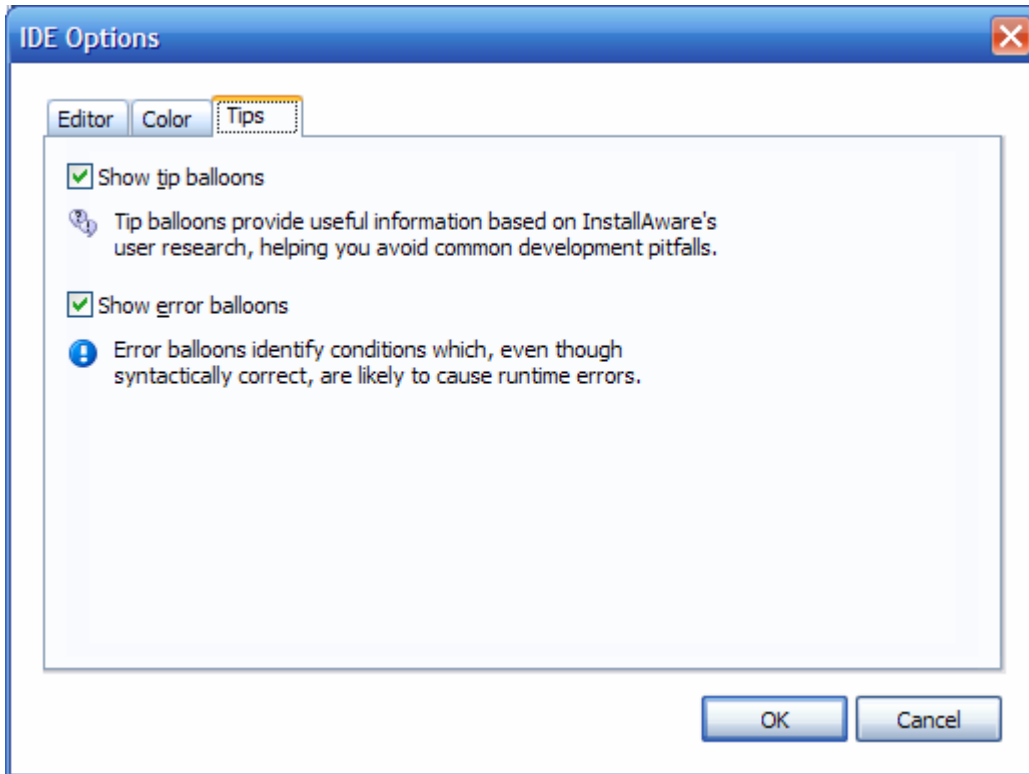 IDE Options
Editor
Color
Tips
Show tip balloons
Tip balloons provide useful information based on InstallAware's
user research, helping you avoid common development pitfalls.
Show error balloons
Error balloons identify conditions which, even though
syntactically correct, are likely to cause runtime errors.
OK
Cancel